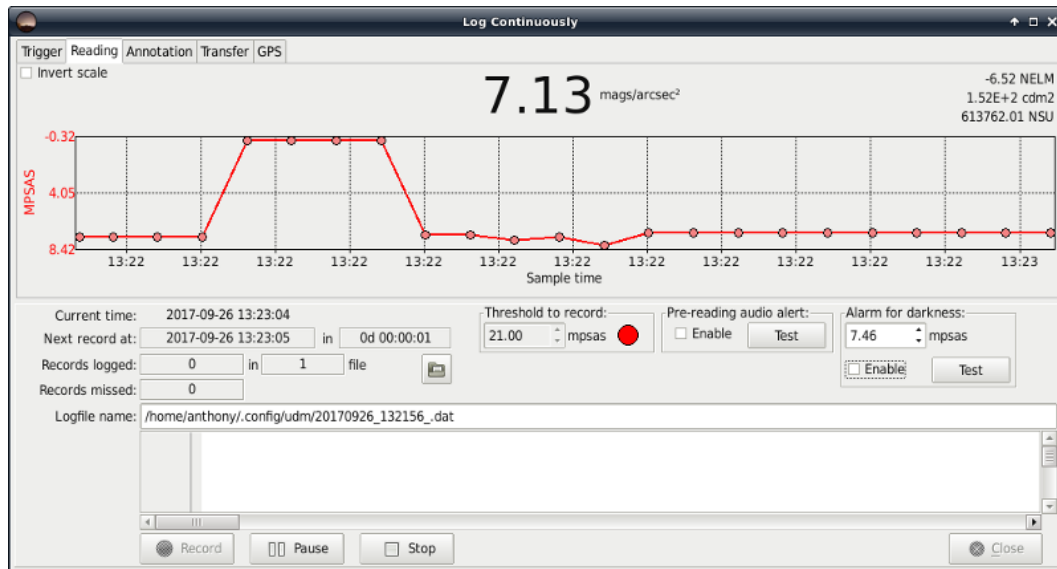 Log Continuously
Trigger Reading Annotation Transfer GPS
Invert scale
7.13 mags/arcsec²
-6.52 NELM
1.52E+2 cdm2
613762.01 NSU
MPSAS
-0.32
4.05
8.42
13:22 13:22 13:22 13:22 13:22 13:22 13:22 13:22 13:22 13:22 13:22 13:22 13:23
Sample time
Current time: 2017-09-26 13:23:04
Next record at: 2017-09-26 13:23:05 in 0d 00:00:01
Records logged: 0 in 1 file
Records missed: 0
Threshold to record:
21.00 mpsas
Pre-reading audio alert:
Enable Test
Alarm for darkness:
7.46 mpsas
Enable Test
Logfile name: /home/anthony/.config/udm/20170926_132156_.dat
Record Pause Stop Close